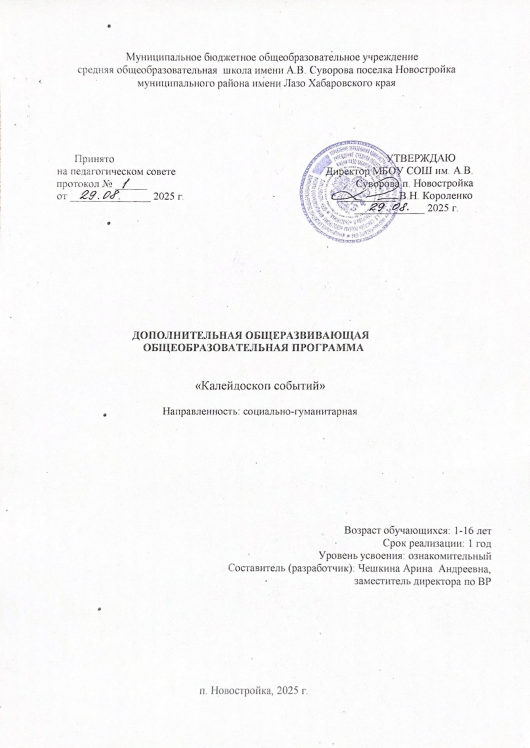 Муниципальное бюджетное общеобразовательное учреждение
средняя общеобразовательная школа имени А.В. Суворова поселка Новостройка
муниципального района имени Лазо Хабаровского края
Принято
на педагогическом совете
протокол № 1
от 29.08. 2025 г.
УТВЕРЖДАЮ
Директор МБОУ СОШ им. А.В.
Суворова п. Новостройка
В.Н. Короленко
29.08. 2025 г.
ДОПОЛНИТЕЛЬНАЯ ОБЩЕРАЗВИВАЮЩАЯ
ОБЩЕОБРАЗОВАТЕЛЬНАЯ ПРОГРАММА
«Калейдоскоп событий»
Направленность: социально-гуманитарная
Возраст обучающихся: 1-16 лет
Срок реализации: 1 год
Уровень усвоения: ознакомительный
Составитель (разработчик): Чешкина Арина Андреевна,
заместитель директора по ВР
п. Новостройка, 2025 г.